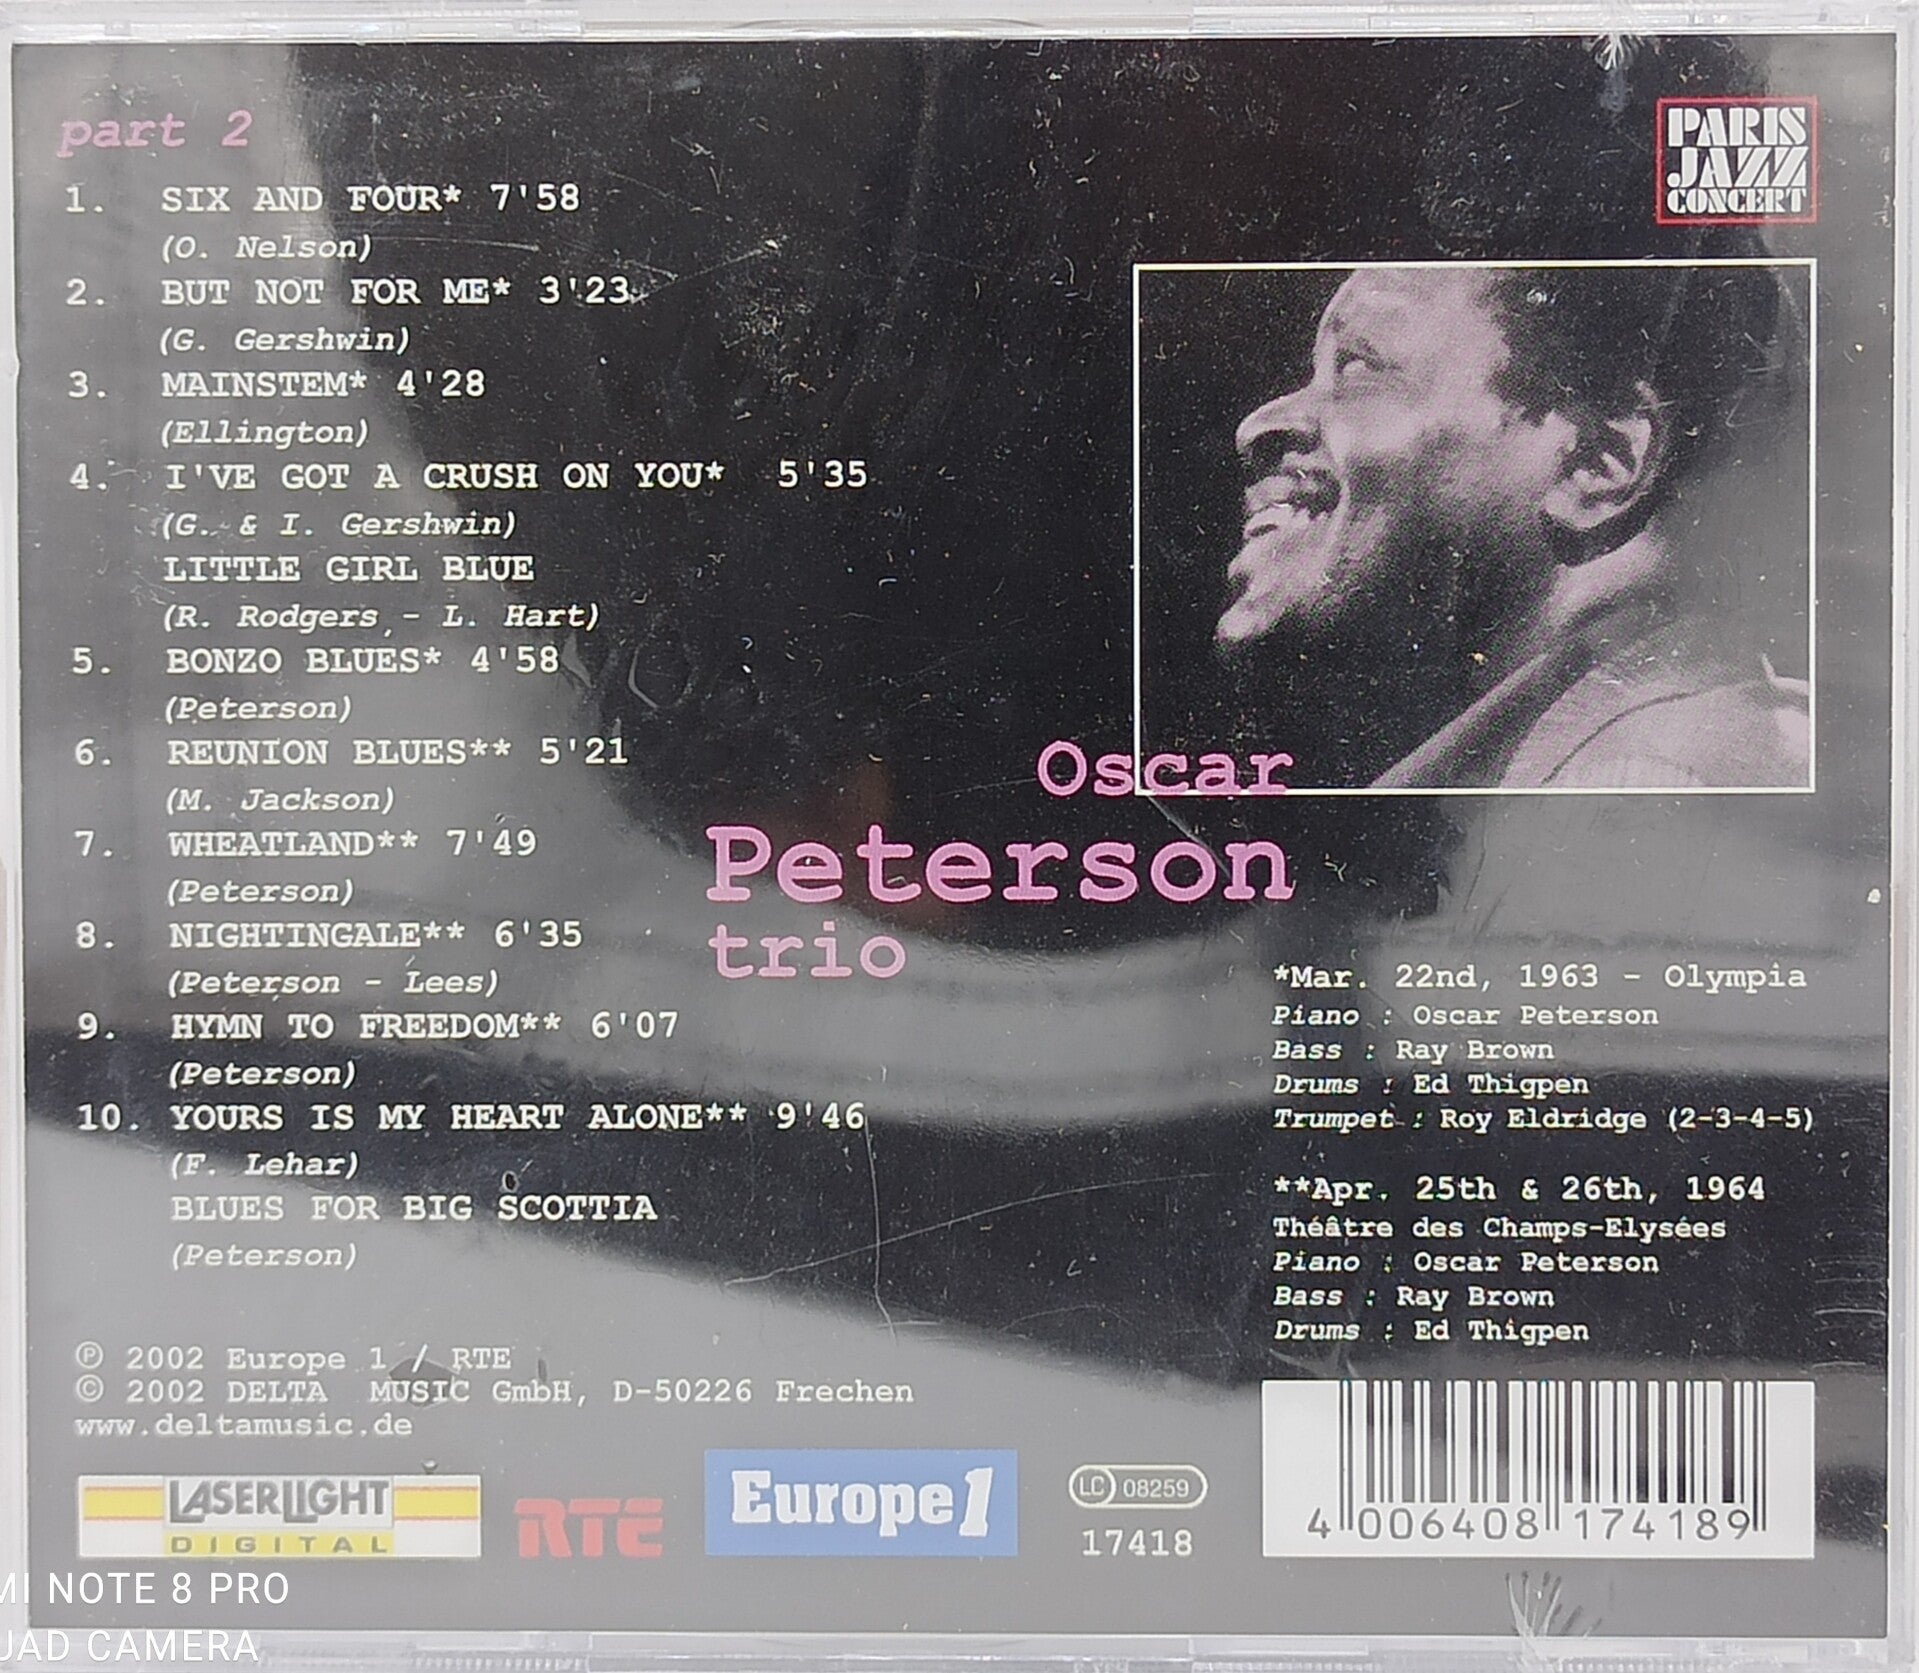 part 2
1. SIX AND FOUR* 7'58
(O. Nelson)
2. BUT NOT FOR ME* 3'23
(G. Gershwin)
3. MAINSTEM* 4'28
(Ellington)
4. I'VE GOT A CRUSH ON YOU* 5'35
(G. & I. Gershwin)
LITTLE GIRL BLUE
(R. Rodgers - L. Hart)
5. BONZO BLUES* 4'58
(Peterson)
6. REUNION BLUES** 5'21
(M. Jackson)
7. WHEATLAND** 7'49
(Peterson)
8. NIGHTINGALE** 6'35
(Peterson - Lees)
9. HYMN TO FREEDOM** 6'07
(Peterson)
10. YOURS IS MY HEART ALONE** 9'46
(F. Lehar)
BLUES FOR BIG SCOTTIA
(Peterson)
PARIS
JAZZ
CONCERT
Oscar
Peterson
trio
*Mar. 22nd, 1963 - Olympia
Piano : Oscar Peterson
Bass : Ray Brown
Drums : Ed Thigpen
Trumpet : Roy Eldridge (2-3-4-5)
**Apr. 25th & 26th, 1964
Théâtre des Champs-Elysées
Piano : Oscar Peterson
Bass : Ray Brown
Drums : Ed Thigpen
℗ 2002 Europe 1 / RTE
© 2002 DELTA MUSIC GmbH, D-50226 Frechen
www.deltamusic.de
LASERLIGHT
DIGITAL
RTE
Europe 1
LC 08259
17418
4 006408 174189
MI NOTE 8 PRO
UAD CAMERA